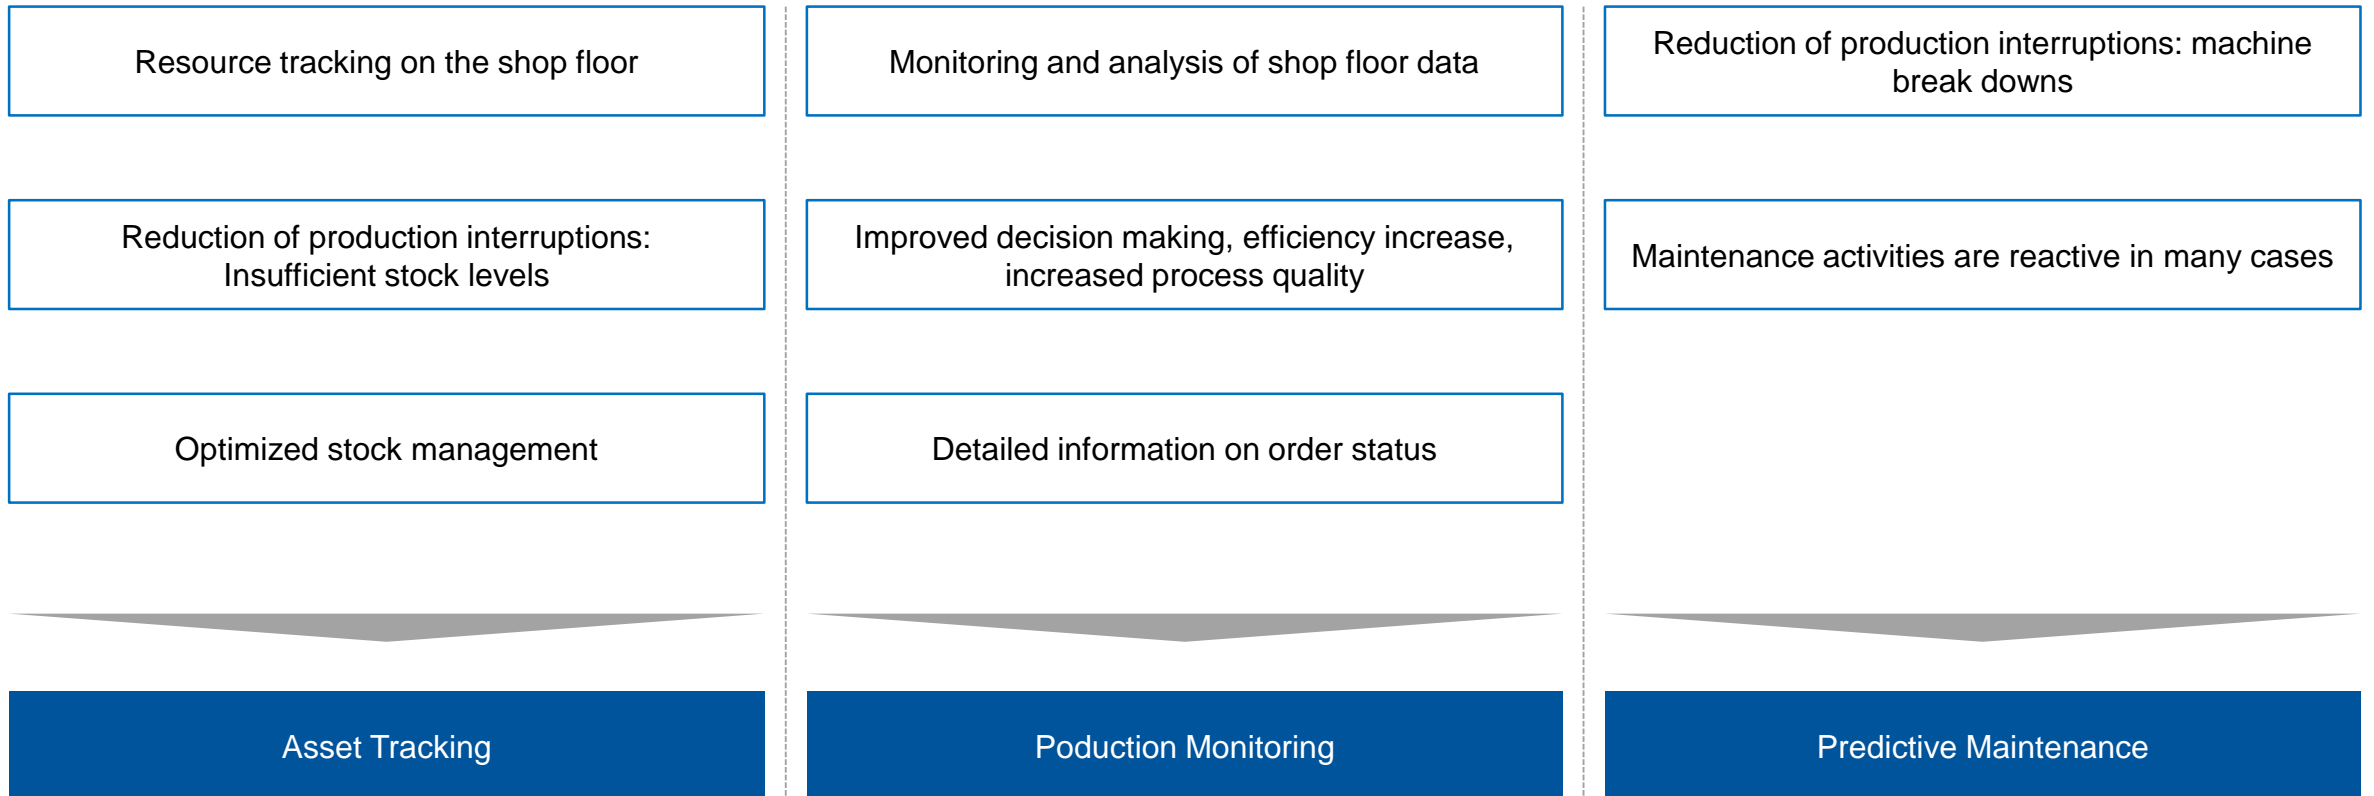 Resource tracking on the shop floor
Reduction of production interruptions:
Insufficient stock levels
Optimized stock management
Asset Tracking
Monitoring and analysis of shop floor data
Improved decision making, efficiency increase,
increased process quality
Detailed information on order status
Poduction Monitoring
Reduction of production interruptions: machine
break downs
Maintenance activities are reactive in many cases
Predictive Maintenance